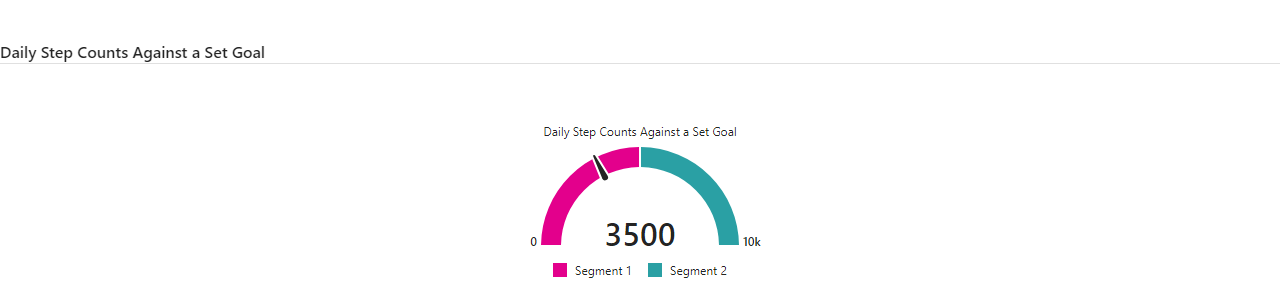 Daily Step Counts Against a Set Goal
Daily Step Counts Against a Set Goal
3500
0
10k
Segment 1
Segment 2